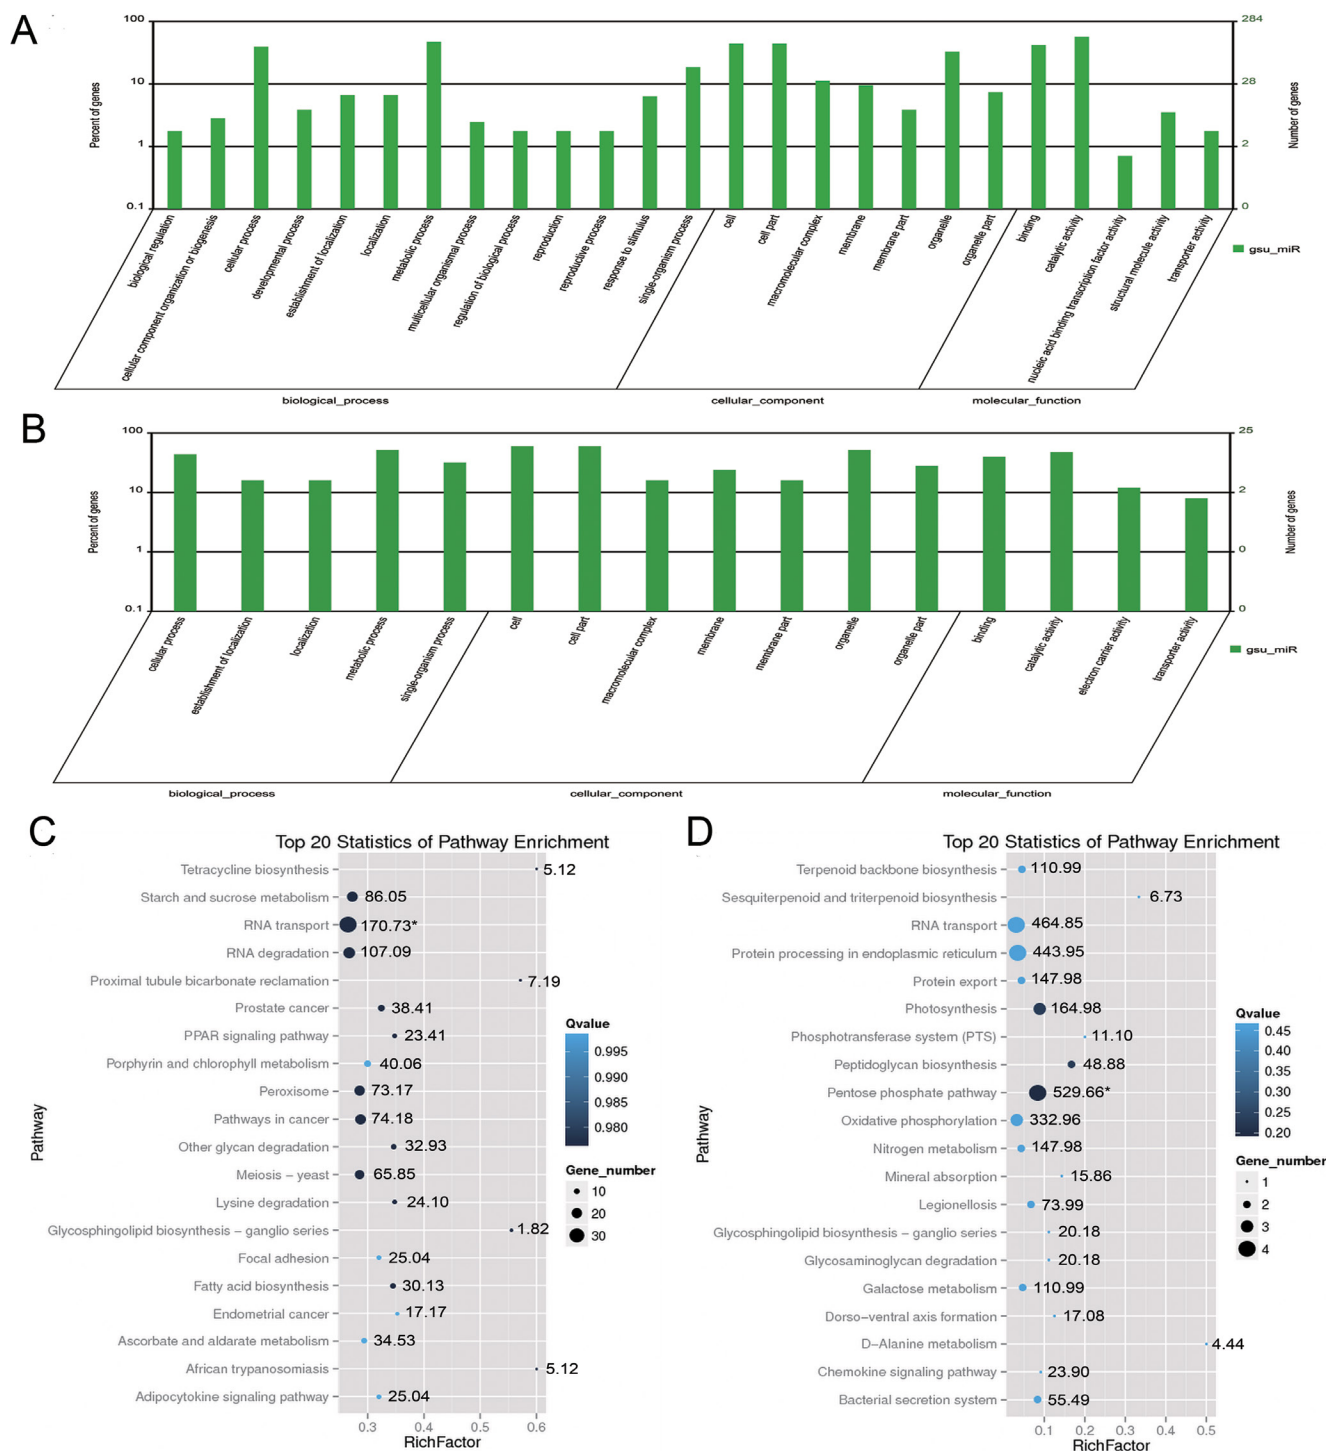 A
100
10
1
0.1
Percent of genes
284
28
2
0
Number of genes
biological regulation
cellular component organization or biogenesis
cellular process
developmental process
establishment of localization
localization
metabolic process
multicellular organismal process
regulation of biological process
reproduction
reproductive process
response to stimulus
single-organism process
cell
cell part
macromolecular complex
membrane
membrane part
organelle
organelle part
binding
catalytic activity
nucleic acid binding transcription factor activity
structural molecule activity
transporter activity
gsu_miR
biological_process
cellular_component
molecular_function
B
100
10
1
0.1
Percent of genes
25
2
0
0
Number of genes
cellular process
establishment of localization
localization
metabolic process
single-organism process
cell
cell part
macromolecular complex
membrane
membrane part
organelle
organelle part
binding
catalytic activity
electron carrier activity
transporter activity
gsu_miR
biological_process
cellular_component
molecular_function
C
Top 20 Statistics of Pathway Enrichment
Pathway
Tetracycline biosynthesis 5.12
Starch and sucrose metabolism 86.05
RNA transport 170.73*
RNA degradation 107.09
Proximal tubule bicarbonate reclamation 7.19
Prostate cancer 38.41
PPAR signaling pathway 23.41
Porphyrin and chlorophyll metabolism 40.06
Peroxisome 73.17
Pathways in cancer 74.18
Other glycan degradation 32.93
Meiosis – yeast 65.85
Lysine degradation 24.10
Glycosphingolipid biosynthesis – ganglio series 1.82
Focal adhesion 25.04
Fatty acid biosynthesis 30.13
Endometrial cancer 17.17
Ascorbate and aldarate metabolism 34.53
African trypanosomiasis 5.12
Adipocytokine signaling pathway 25.04
0.3 0.4 0.5 0.6
RichFactor
Qvalue
0.995
0.990
0.985
0.980
Gene_number
10
20
30
D
Top 20 Statistics of Pathway Enrichment
Pathway
Terpenoid backbone biosynthesis 110.99
Sesquiterpenoid and triterpenoid biosynthesis 6.73
RNA transport 464.85
Protein processing in endoplasmic reticulum 443.95
Protein export 147.98
Photosynthesis 164.98
Phosphotransferase system (PTS) 11.10
Peptidoglycan biosynthesis 48.88
Pentose phosphate pathway 529.66*
Oxidative phosphorylation 332.96
Nitrogen metabolism 147.98
Mineral absorption 15.86
Legionellosis 73.99
Glycosphingolipid biosynthesis – ganglio series 20.18
Glycosaminoglycan degradation 20.18
Galactose metabolism 110.99
Dorso–ventral axis formation 17.08
D–Alanine metabolism 4.44
Chemokine signaling pathway 23.90
Bacterial secretion system 55.49
0.1 0.2 0.3 0.4 0.5
RichFactor
Qvalue
0.45
0.40
0.35
0.30
0.25
0.20
Gene_number
1
2
3
4